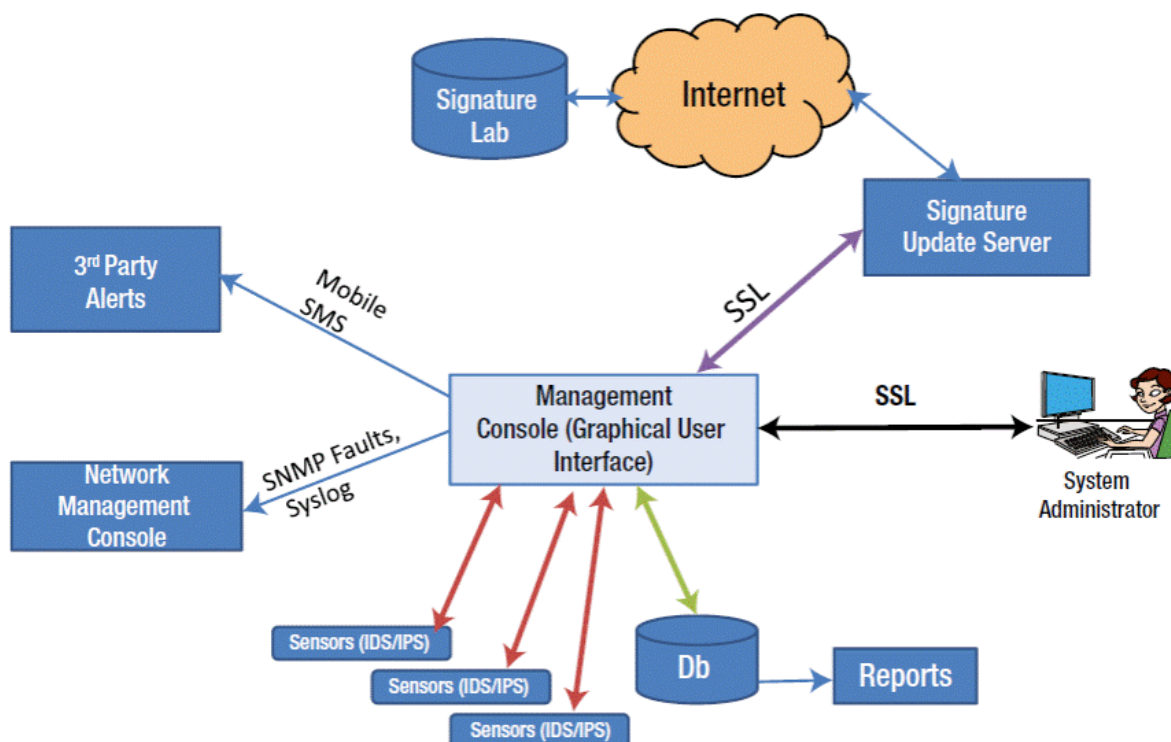 Signature
Lab
Internet
Signature
Update Server
3rd Party
Alerts
Mobile
SMS
SSL
Management
Console (Graphical User
Interface)
SSL
System
Administrator
SNMP Faults,
Syslog
Network
Management
Console
Sensors (IDS/IPS)
Sensors (IDS/IPS)
Sensors (IDS/IPS)
Db
Reports